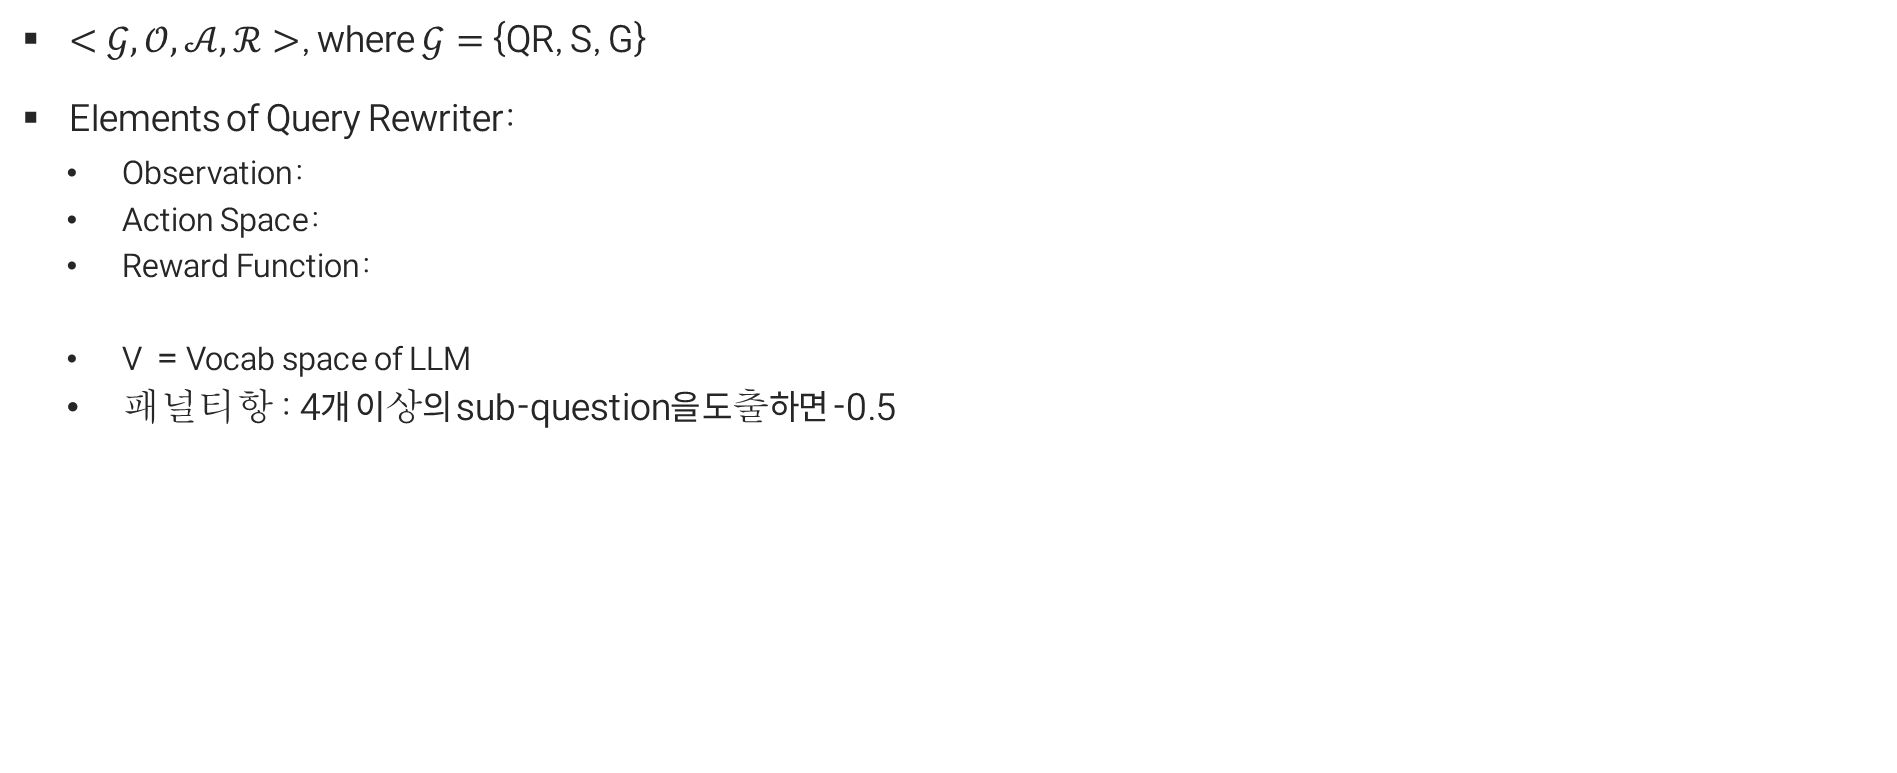 ▪ < 𝒢, 𝒪, 𝒜, ℛ >, where 𝒢 = {QR, S, G}
▪ Elements of Query Rewriter:
• Observation:
• Action Space:
• Reward Function:
• V = Vocab space of LLM
• 패널티항 : 4개 이상의 sub-question을 도출하면 -0.5